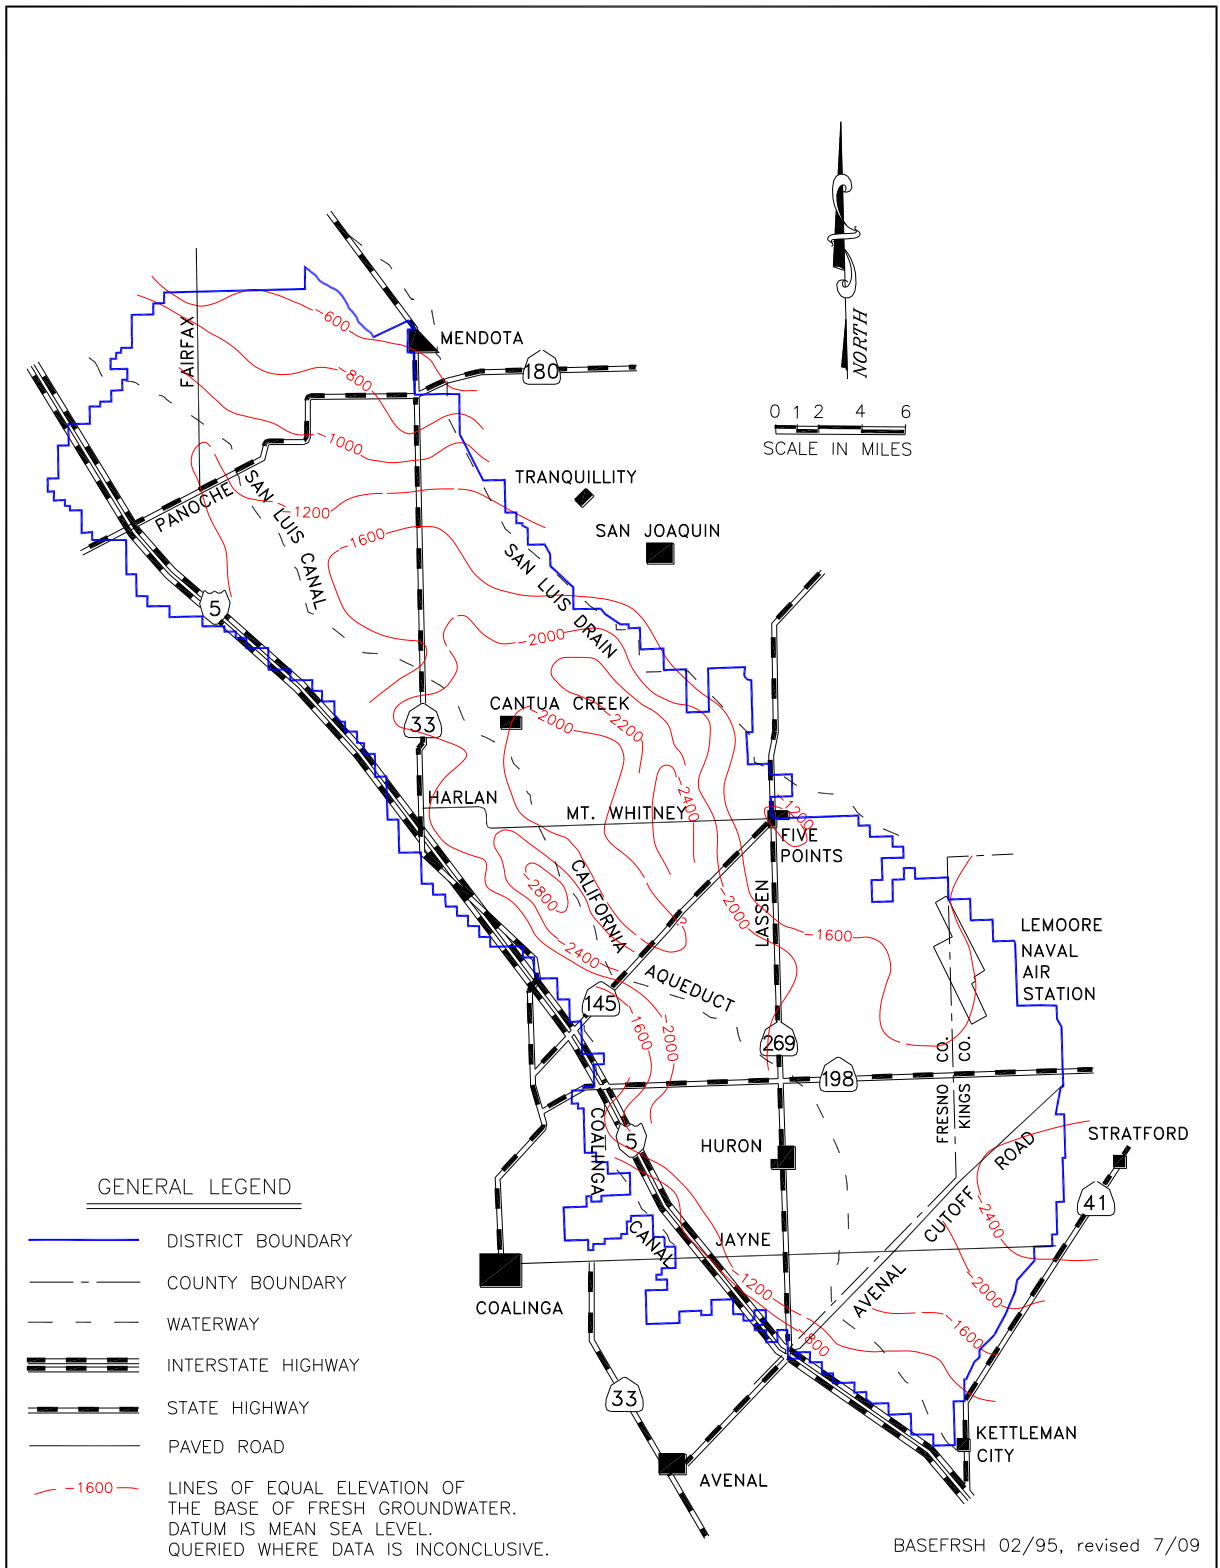 NORTH
0 1 2 4 6
SCALE IN MILES
FAIRFAX
-600
MENDOTA
180
-800
-1000
PANOCHE
SAN LUIS CANAL
-1200
TRANQUILLITY
SAN JOAQUIN
-1600
SAN LUIS DRAIN
5
-2000
CANTUA CREEK
33
-2000
-2200
-2400
HARLAN
MT. WHITNEY
-1200
FIVE
POINTS
-2800
CALIFORNIA
AQUEDUCT
LASSEN
-2000
-1600
-2400
LEMOORE
NAVAL
AIR
STATION
145
-1600
-2000
269
198
FRESNO CO.
KINGS CO.
5
COALINGA
CANAL
HURON
STRATFORD
41
AVENAL
CUTOFF
ROAD
-2400
JAYNE
-2000
-1200
-1600
-800
COALINGA
33
AVENAL
KETTLEMAN
CITY
GENERAL LEGEND
DISTRICT BOUNDARY
COUNTY BOUNDARY
WATERWAY
INTERSTATE HIGHWAY
STATE HIGHWAY
PAVED ROAD
-1600
LINES OF EQUAL ELEVATION OF
THE BASE OF FRESH GROUNDWATER.
DATUM IS MEAN SEA LEVEL.
QUERIED WHERE DATA IS INCONCLUSIVE.
?
BASEFRSH 02/95, revised 7/09